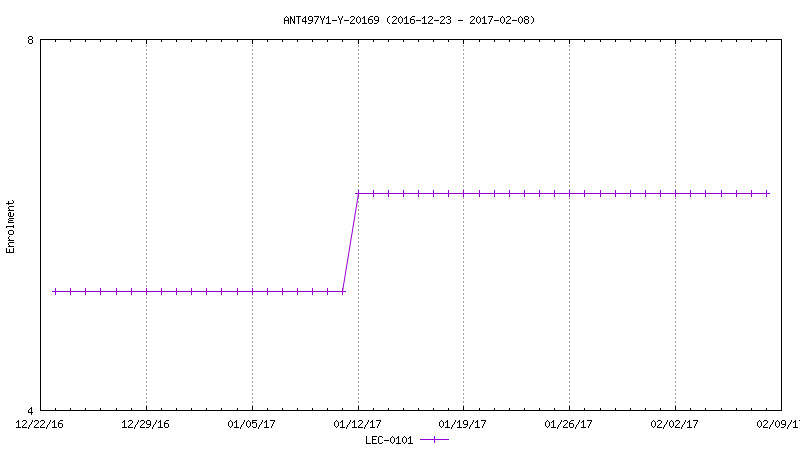 ANT497Y1-Y-20169 (2016-12-23 - 2017-02-08)
8
Enrolment
4
12/22/16 12/29/16 01/05/17 01/12/17 01/19/17 01/26/17 02/02/17 02/09/1
LEC-0101